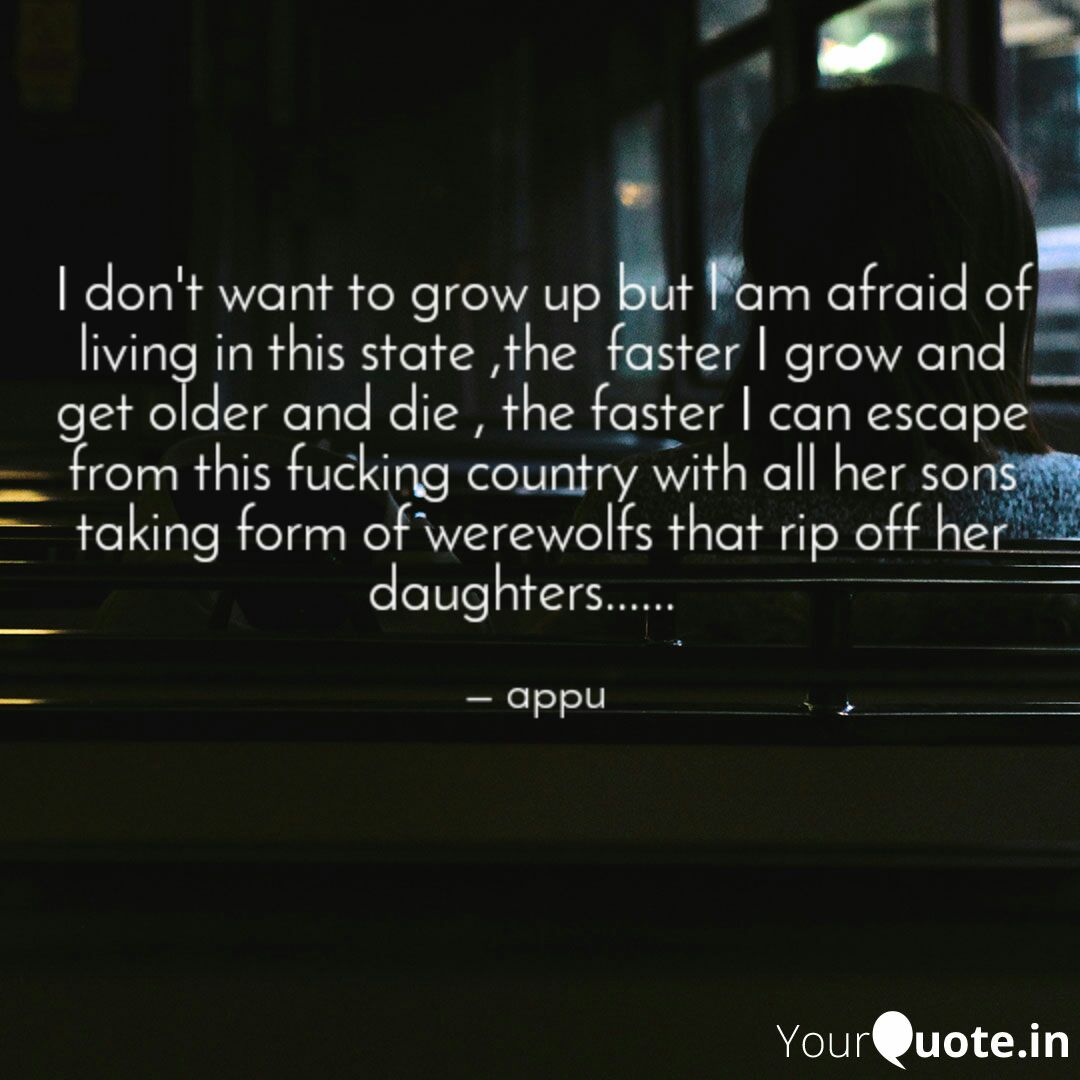 I don't want to grow up but I am afraid of
living in this state ,the  faster I grow and
get older and die , the faster I can escape
from this fucking country with all her sons
taking form of werewolfs that rip off her
daughters......
– appu
YourQuote.in